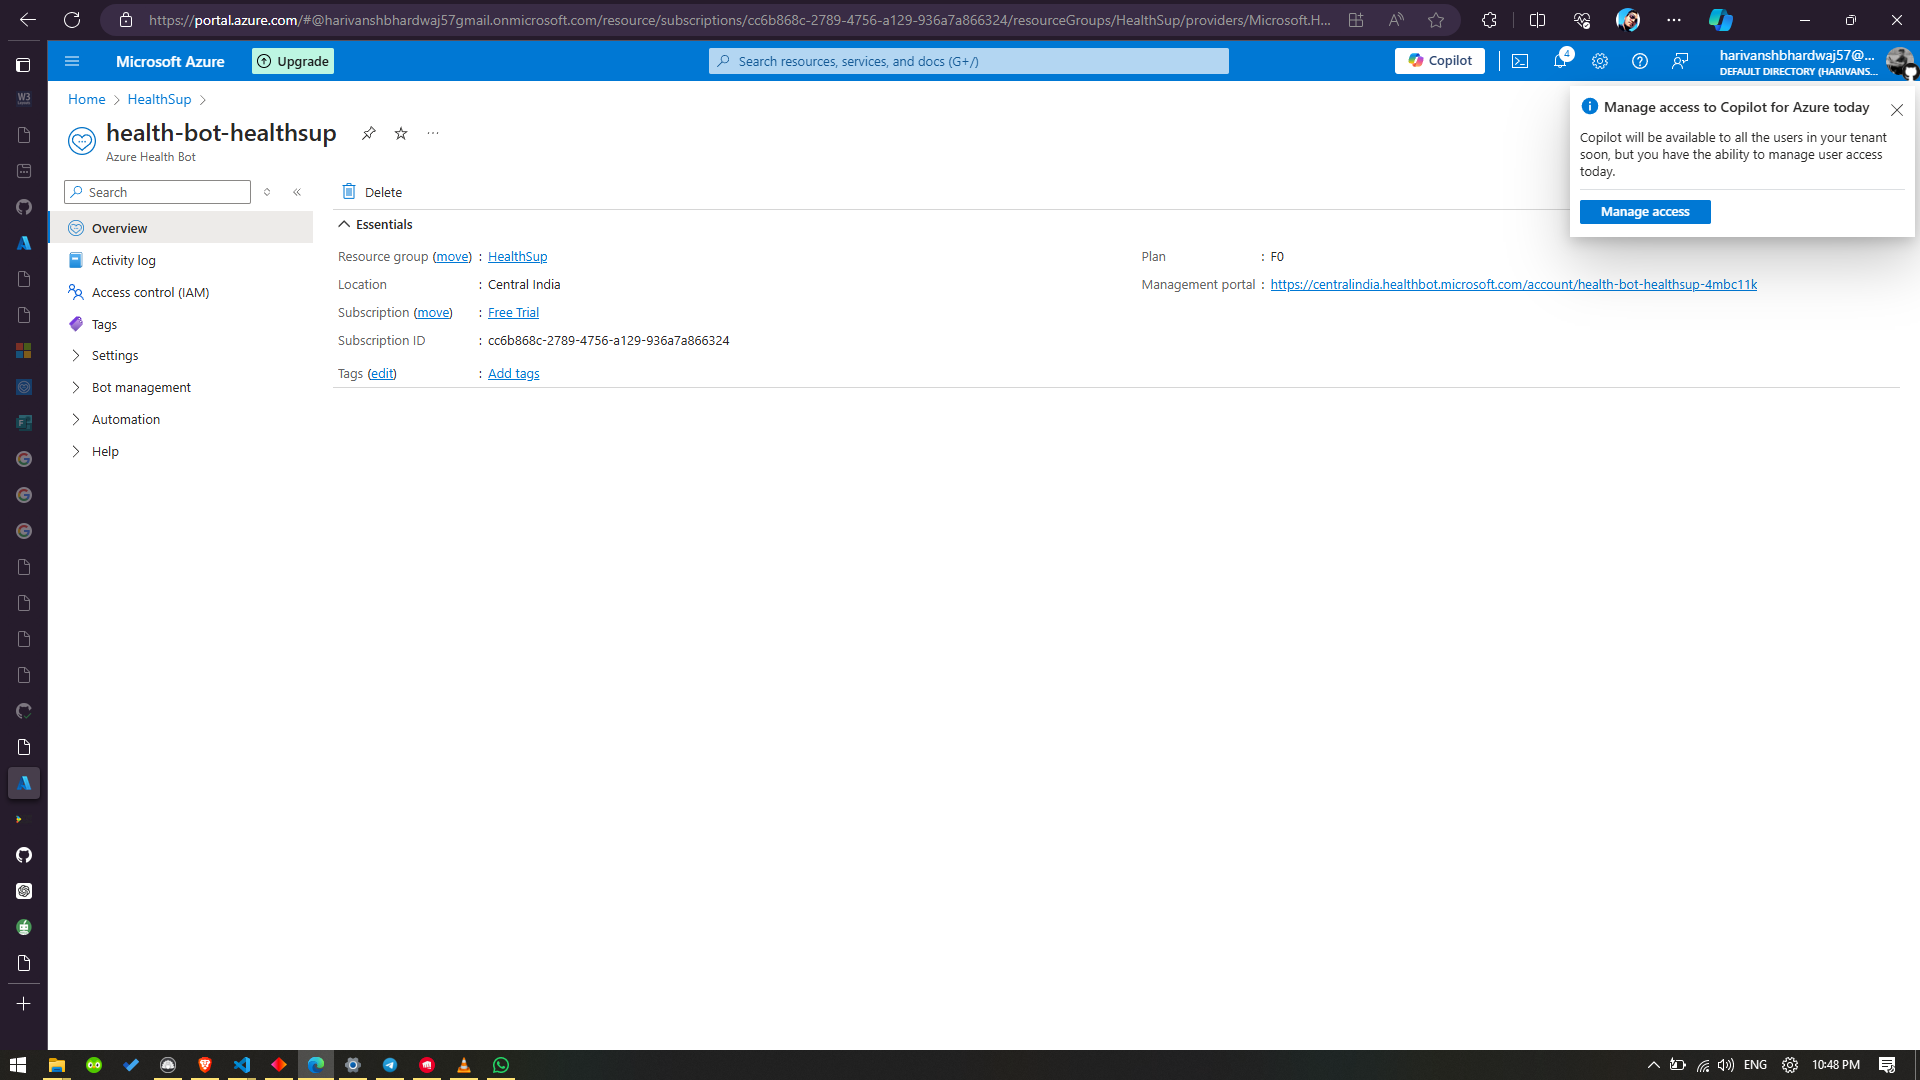 https://portal.azure.com/#@harivanshbhardwaj57gmail.onmicrosoft.com/resource/subscriptions/cc6b868c-2789-4756-a129-936a7a866324/resourceGroups/HealthSup/providers/Microsoft.H...
Microsoft Azure
Upgrade
Search resources, services, and docs (G+/)
Copilot
4
harivanshbhardwaj57@...
DEFAULT DIRECTORY (HARIVANS...
Home > HealthSup >
health-bot-healthsup
Azure Health Bot
Manage access to Copilot for Azure today
Copilot will be available to all the users in your tenant
soon, but you have the ability to manage user access
today.
Manage access
Search
Delete
Overview
Activity log
Access control (IAM)
Tags
Settings
Bot management
Automation
Help
Essentials
Resource group (move) : HealthSup
Location : Central India
Subscription (move) : Free Trial
Subscription ID : cc6b868c-2789-4756-a129-936a7a866324
Tags (edit) : Add tags
Plan : F0
Management portal : https://centralindia.healthbot.microsoft.com/account/health-bot-healthsup-4mbc11k
W3
ENG
10:48 PM